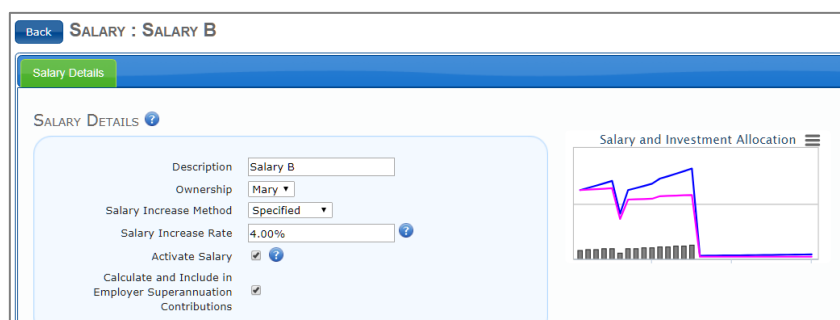 Back SALARY : SALARY B
Salary Details
SALARY DETAILS ?
Description Salary B
Ownership Mary
Salary Increase Method Specified
Salary Increase Rate 4.00% ?
Activate Salary ?
Calculate and Include in
Employer Superannuation
Contributions
Salary and Investment Allocation